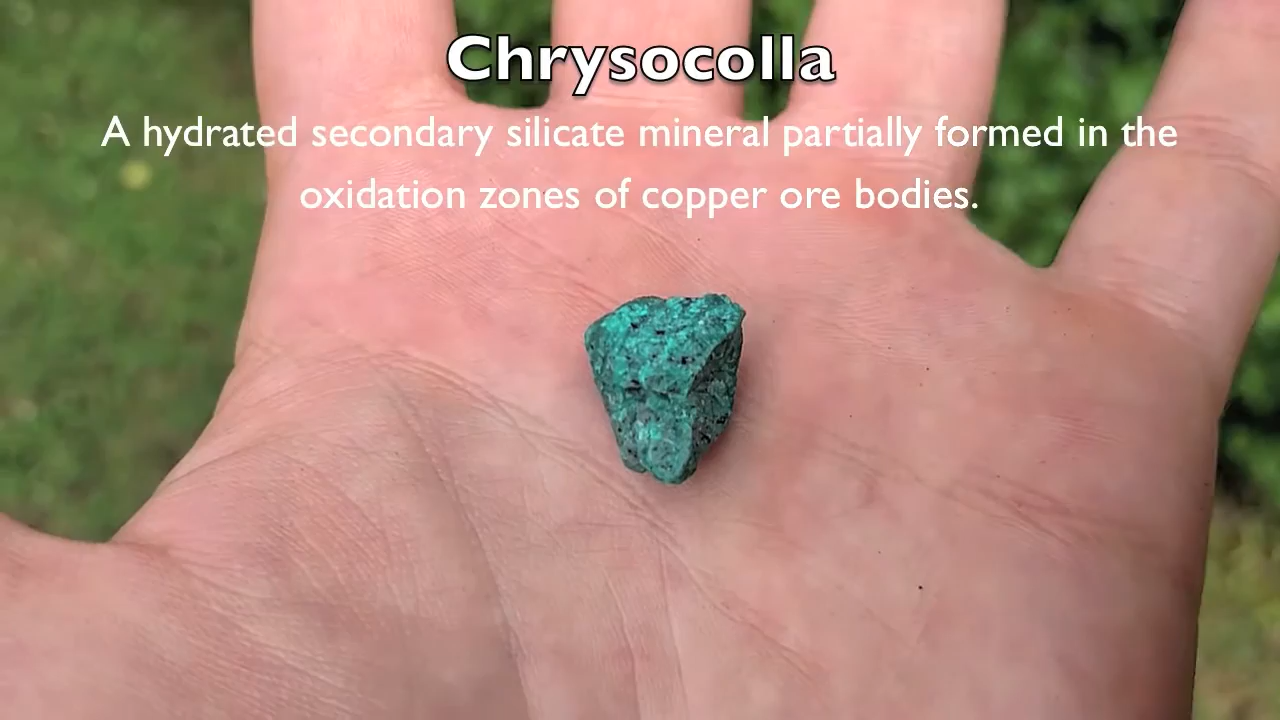 Chrysocolla
A hydrated secondary silicate mineral partially formed in the
oxidation zones of copper ore bodies.